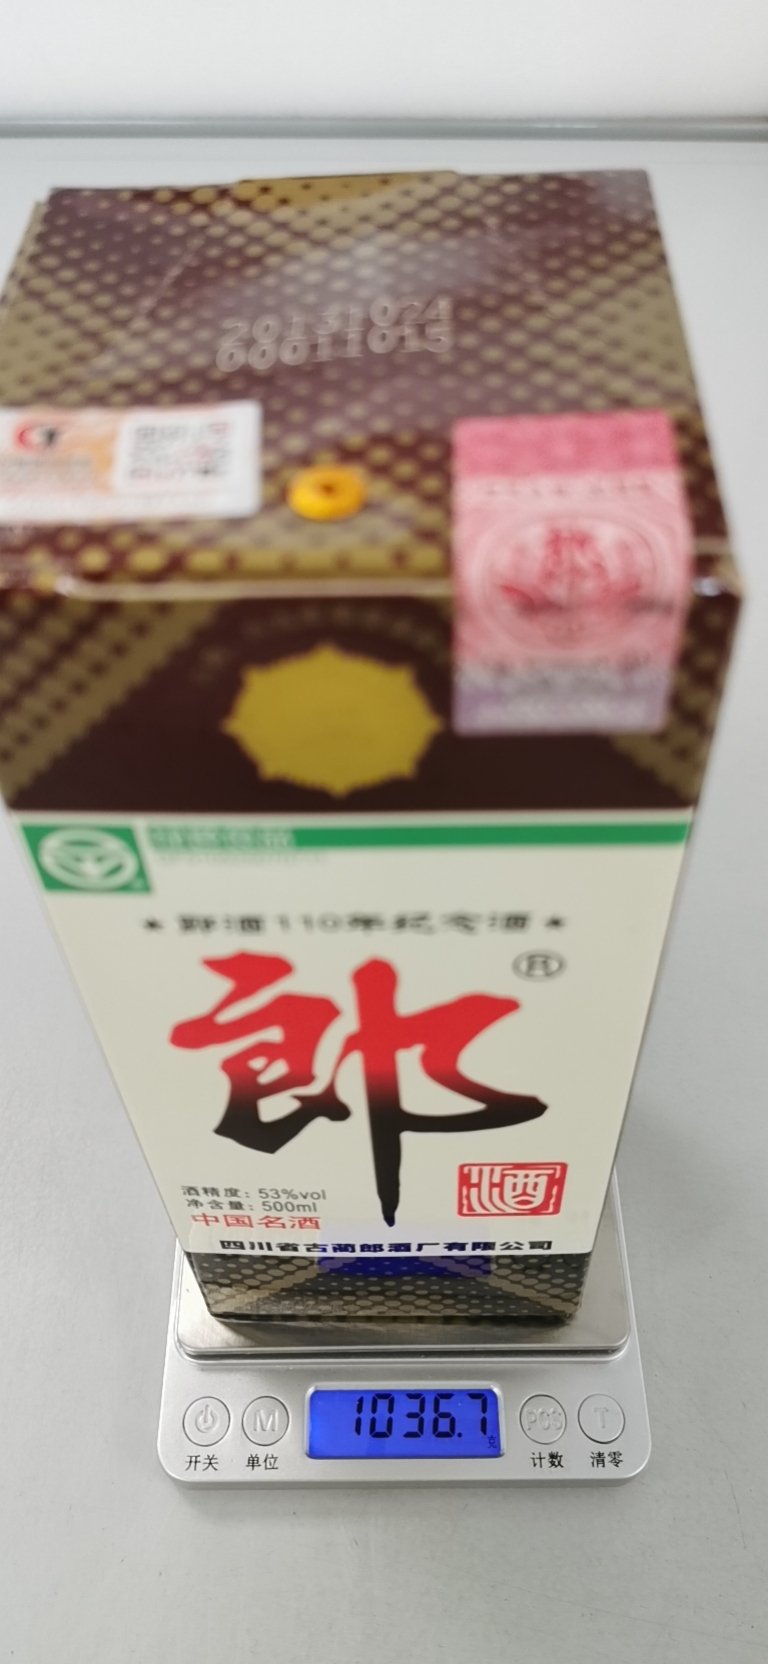 20131024
00011015
郎酒110年纪念酒
郎
®
酒
酒精度：53%vol
净含量：500ml
中国名酒
四川省古蔺郎酒厂有限公司
1036.7
克
M
PCS
T
开关
单位
计数
清零